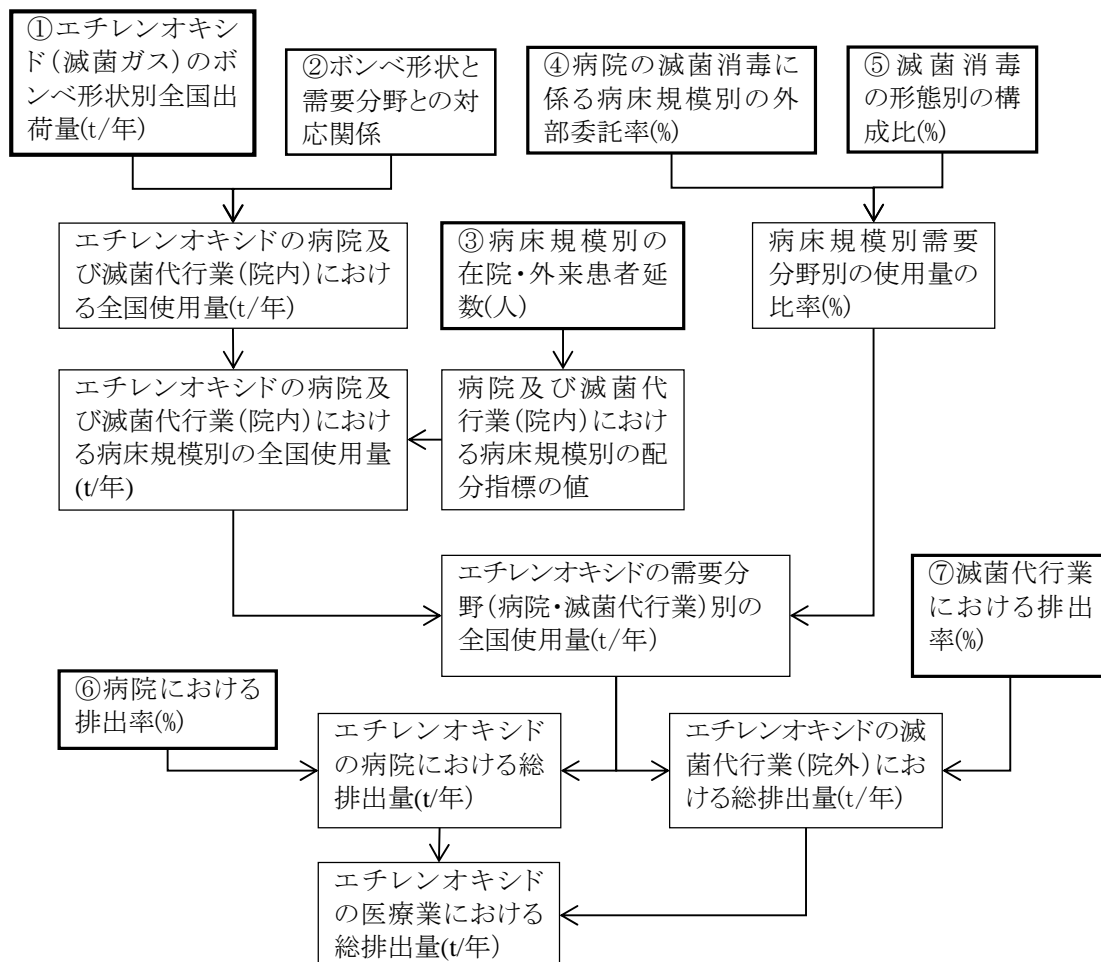 ①エチレンオキシ
ド(滅菌ガス)のボ
ンベ形状別全国出
荷量(t/年)
②ボンベ形状と
需要分野との対
応関係
④病院の滅菌消毒に
係る病床規模別の外
部委託率(%)
⑤滅菌消毒
の形態別の構
成比(%)
エチレンオキシドの病院及
び滅菌代行業(院内)におけ
る全国使用量(t/年)
③病床規模別の
在院・外来患者延
数(人)
病床規模別需要
分野別の使用量の
比率(%)
エチレンオキシドの病院及
び滅菌代行業(院内)におけ
る病床規模別の全国使用量
(t/年)
病院及び滅菌代
行業(院内)におけ
る病床規模別の配
分指標の値
エチレンオキシドの需要分
野(病院・滅菌代行業)別の
全国使用量(t/年)
⑦滅菌代行業
における排出
率(%)
⑥病院における
排出率(%)
エチレンオキシド
の病院における総
排出量(t/年)
エチレンオキシドの滅
菌代行業(院外)にお
ける総排出量(t/年)
エチレンオキシド
の医療業における
総排出量(t/年)